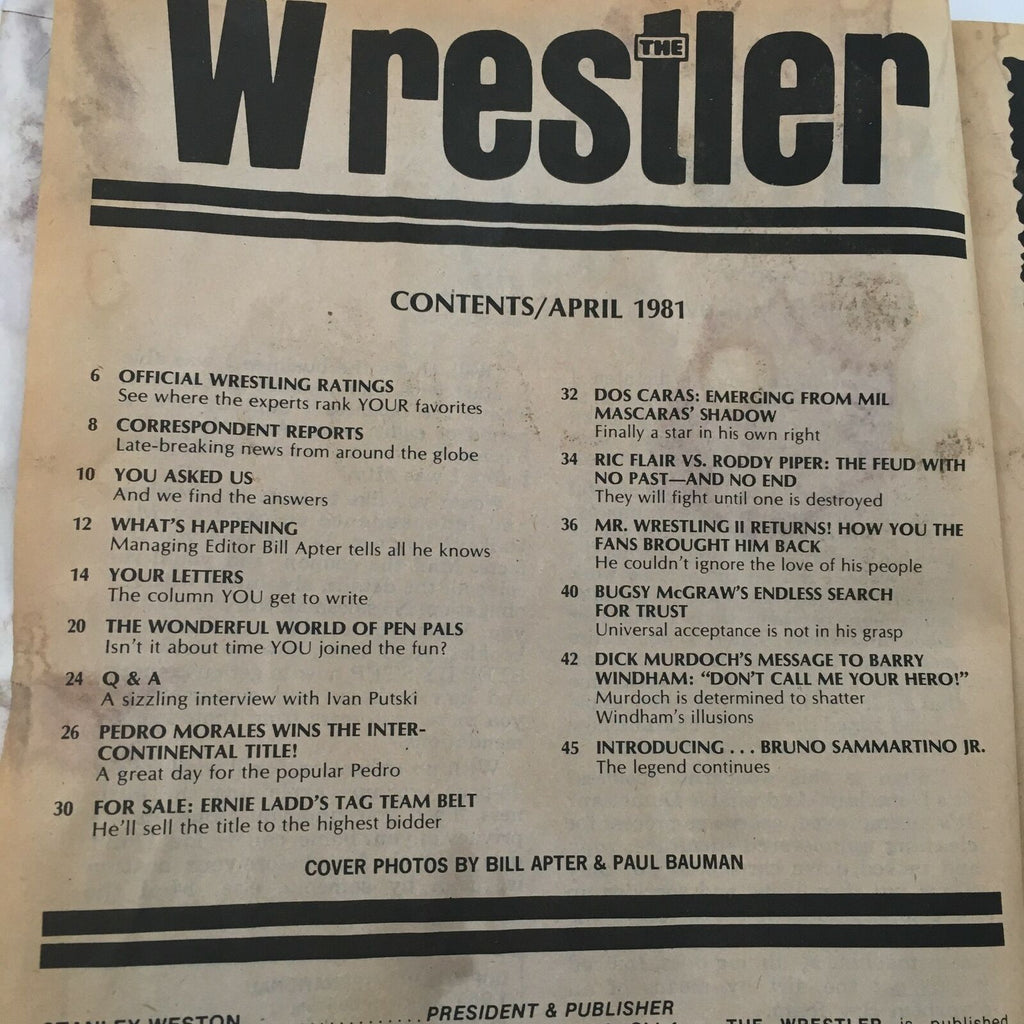 THE
Wrestler
CONTENTS/APRIL 1981
6 OFFICIAL WRESTLING RATINGS
See where the experts rank YOUR favorites
8 CORRESPONDENT REPORTS
Late-breaking news from around the globe
10 YOU ASKED US
And we find the answers
12 WHAT'S HAPPENING
Managing Editor Bill Apter tells all he knows
14 YOUR LETTERS
The column YOU get to write
20 THE WONDERFUL WORLD OF PEN PALS
Isn't it about time YOU joined the fun?
24 Q & A
A sizzling interview with Ivan Putski
26 PEDRO MORALES WINS THE INTER-
CONTINENTAL TITLE!
A great day for the popular Pedro
30 FOR SALE: ERNIE LADD'S TAG TEAM BELT
He'll sell the title to the highest bidder
32 DOS CARAS: EMERGING FROM MIL
MASCARAS' SHADOW
Finally a star in his own right
34 RIC FLAIR VS. RODDY PIPER: THE FEUD WITH
NO PAST—AND NO END
They will fight until one is destroyed
36 MR. WRESTLING II RETURNS! HOW YOU THE
FANS BROUGHT HIM BACK
He couldn't ignore the love of his people
40 BUGSY McGRAW'S ENDLESS SEARCH
FOR TRUST
Universal acceptance is not in his grasp
42 DICK MURDOCH'S MESSAGE TO BARRY
WINDHAM: "DON'T CALL ME YOUR HERO!"
Murdoch is determined to shatter
Windham's illusions
45 INTRODUCING . . . BRUNO SAMMARTINO JR.
The legend continues
COVER PHOTOS BY BILL APTER & PAUL BAUMAN
STANLEY WESTON .......... PRESIDENT & PUBLISHER
THE WRESTLER is published